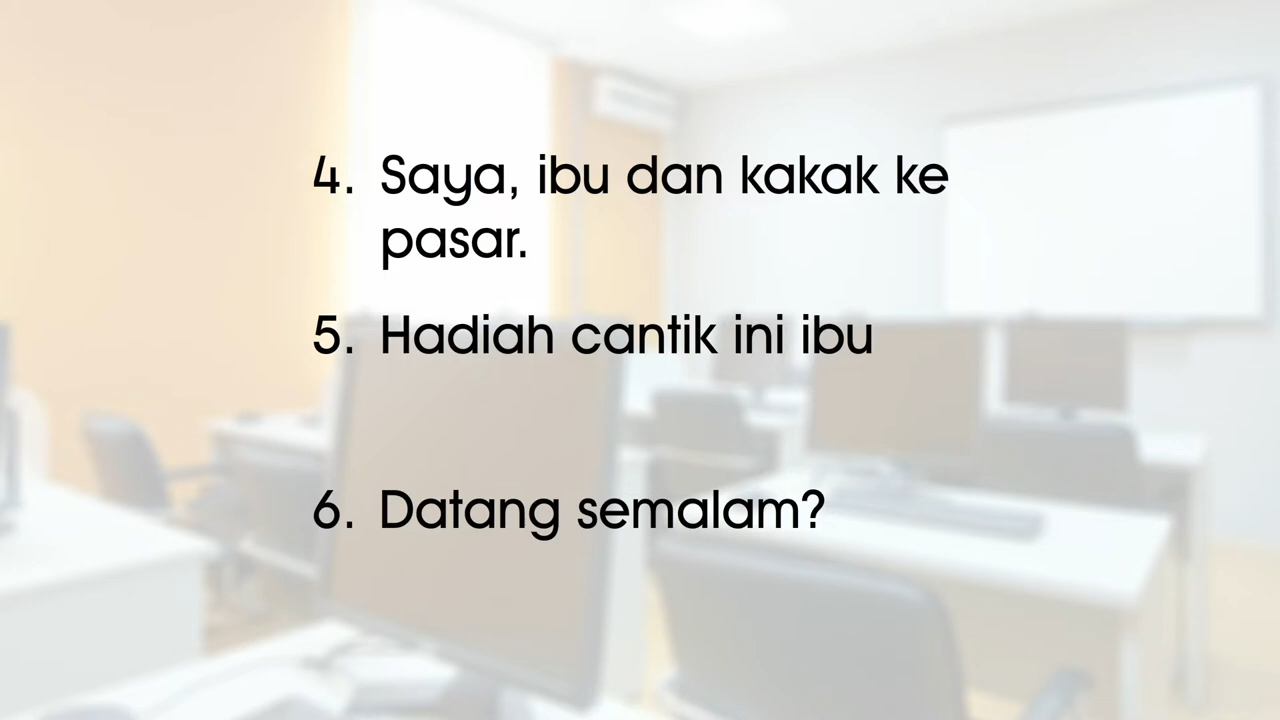 4. Saya, ibu dan kakak ke
pasar.
5. Hadiah cantik ini ibu
6. Datang semalam?